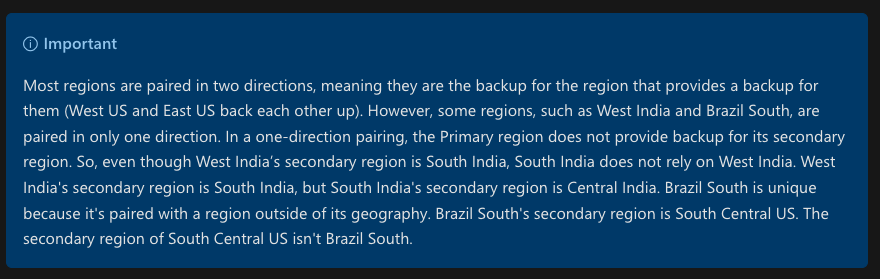 Important
Most regions are paired in two directions, meaning they are the backup for the region that provides a backup for
them (West US and East US back each other up). However, some regions, such as West India and Brazil South, are
paired in only one direction. In a one-direction pairing, the Primary region does not provide backup for its secondary
region. So, even though West India’s secondary region is South India, South India does not rely on West India. West
India's secondary region is South India, but South India's secondary region is Central India. Brazil South is unique
because it's paired with a region outside of its geography. Brazil South's secondary region is South Central US. The
secondary region of South Central US isn't Brazil South.